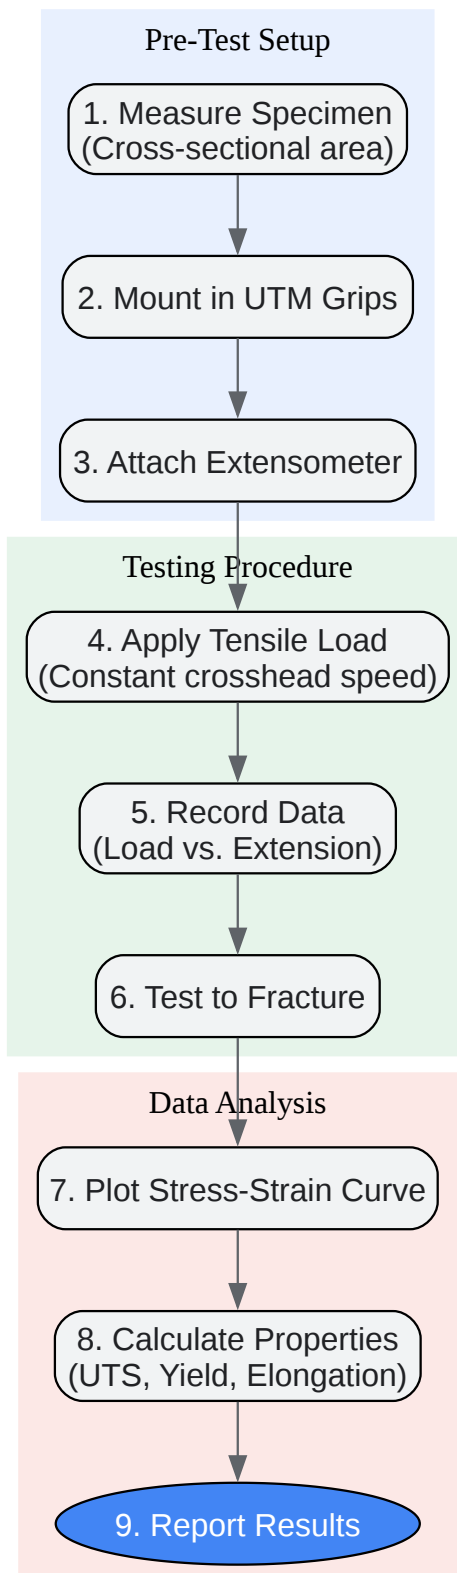 Pre-Test Setup
1. Measure Specimen
(Cross-sectional area)
2. Mount in UTM Grips
3. Attach Extensometer
Testing Procedure
4. Apply Tensile Load
(Constant crosshead speed)
5. Record Data
(Load vs. Extension)
6. Test to Fracture
Data Analysis
7. Plot Stress-Strain Curve
8. Calculate Properties
(UTS, Yield, Elongation)
9. Report Results